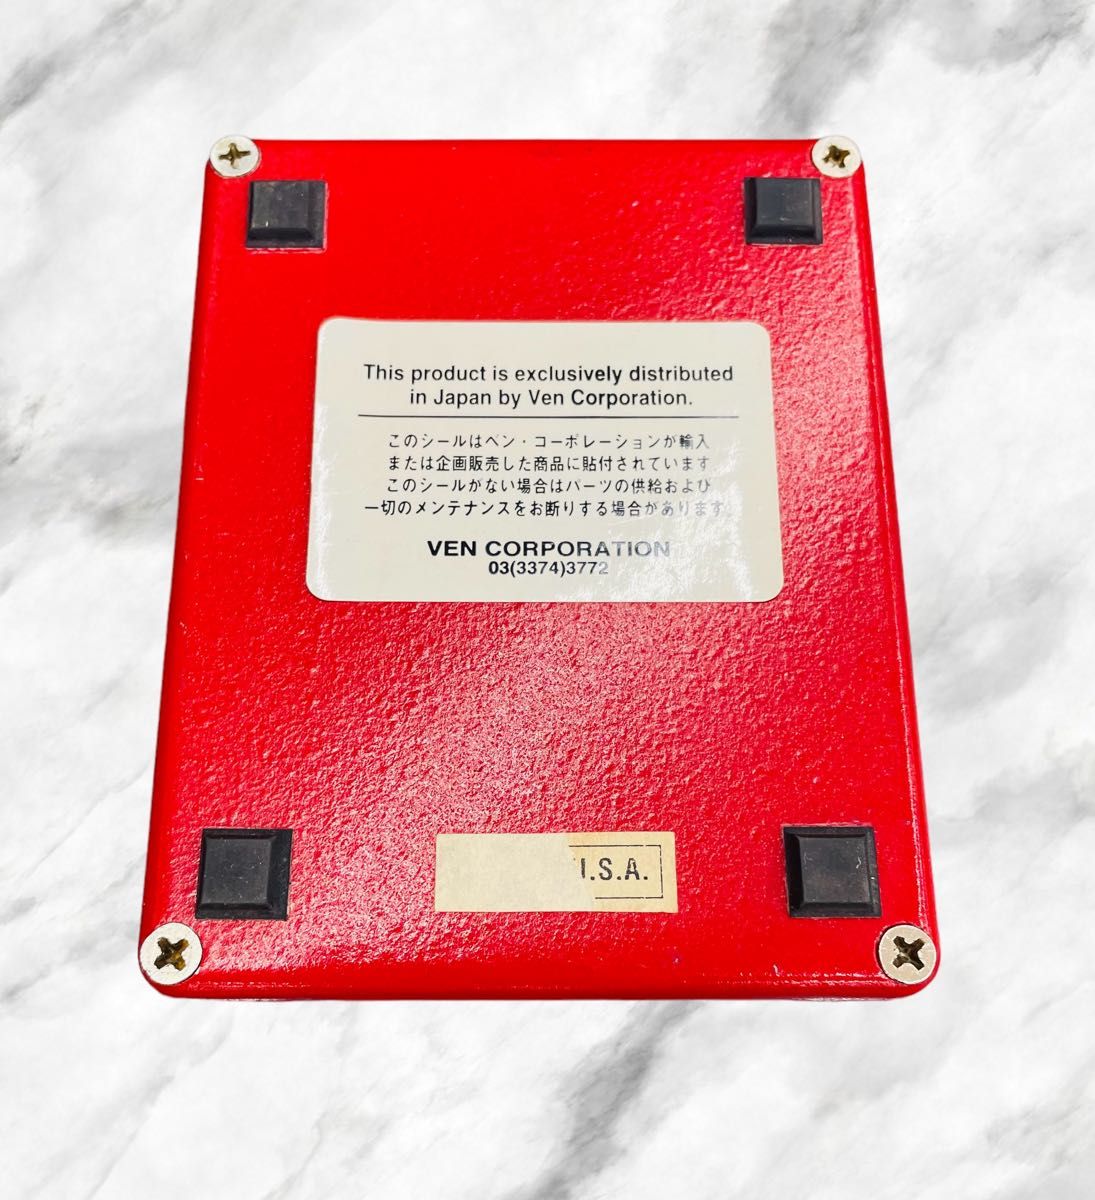 This product is exclusively distributed
in Japan by Ven Corporation.
このシールはベン・コーポレーションが輸入
または企画販売した商品に貼付されています
このシールがない場合はパーツの供給および
一切のメンテナンスをお断りする場合があります。
VEN CORPORATION
03(3374)3772
.S.A.